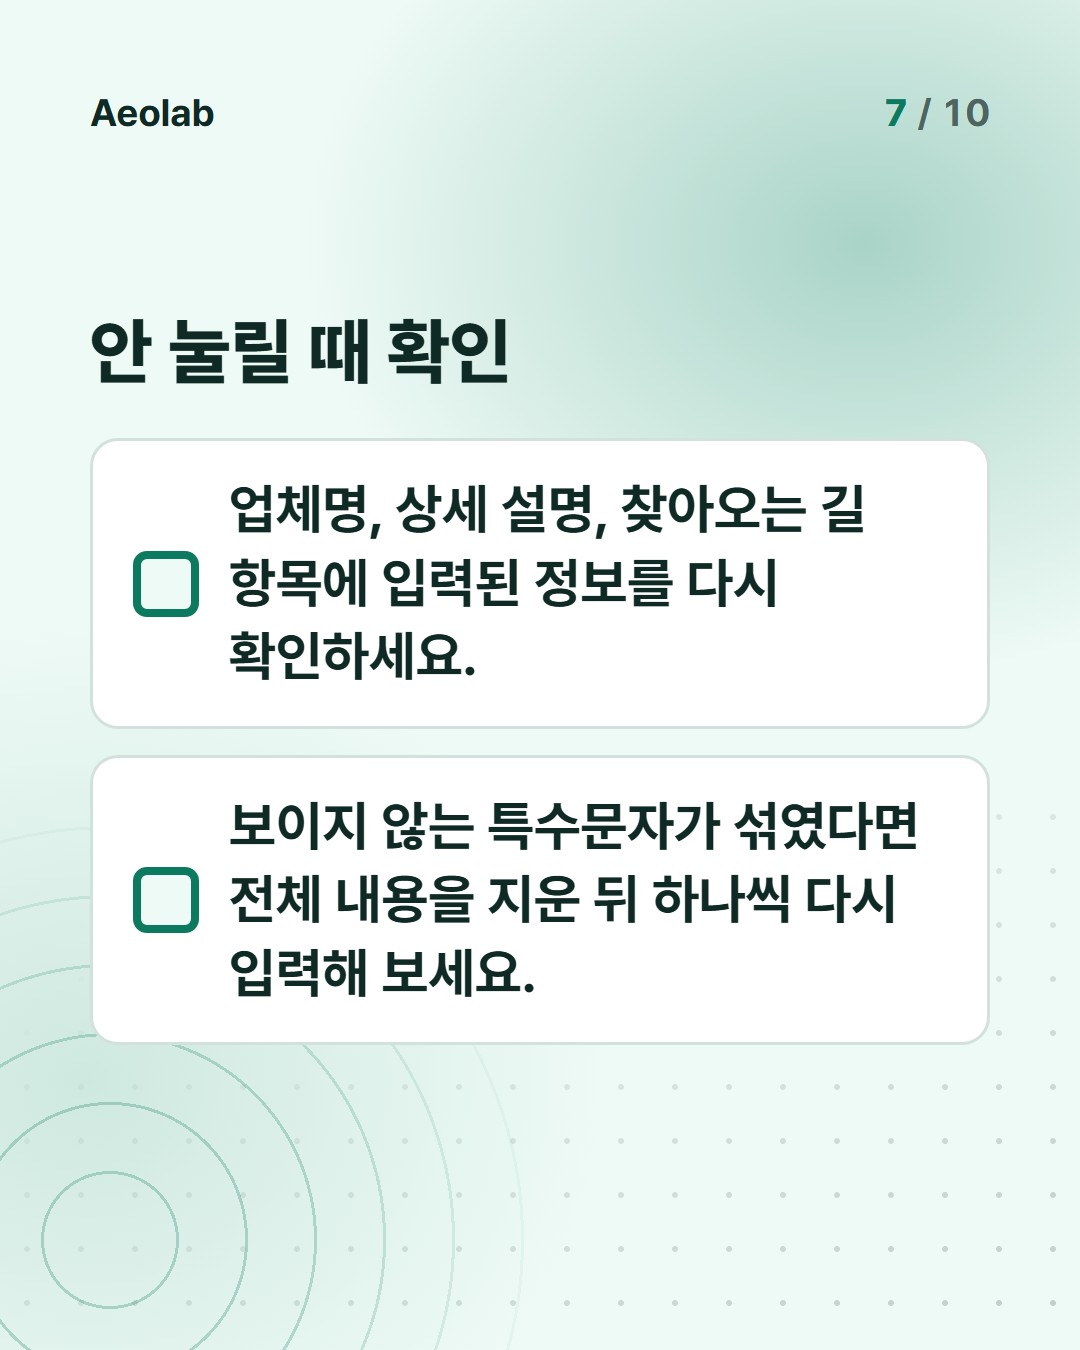 Aeolab
7 / 10
안 눌릴 때 확인
업체명, 상세 설명, 찾아오는 길
항목에 입력된 정보를 다시
확인하세요.
보이지 않는 특수문자가 섞였다면
전체 내용을 지운 뒤 하나씩 다시
입력해 보세요.